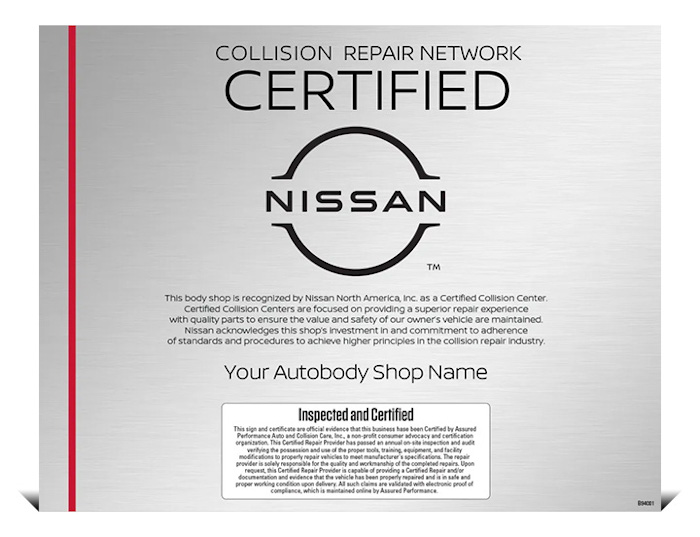 COLLISION REPAIR NETWORK
CERTIFIED
NISSAN
TM
This body shop is recognized by Nissan North America, Inc. as a Certified Collision Center.
Certified Collision Centers are focused on providing a superior repair experience
with quality parts to ensure the value and safety of our owner's vehicle are maintained.
Nissan acknowledges this shop's investment in and commitment to adherence
of standards and procedures to achieve higher principles in the collision repair industry.
Your Autobody Shop Name
Inspected and Certified
This sign and certificate are official evidence that this business hase been Certified by Assured
Performance Auto and Collision Care, Inc., a non-profit consumer advocacy and certification
organization. This Certified Repair Provider has passed an annual on-site inspection and audit
verifying the possession and use of the proper tools, training, equipment, and facility
modifications to properly repair vehicles to meet manufacturer's specifications. The repair
provider is solely responsible for the quality and workmanship of the completed repairs. Upon
request, this Certified Repair Provider is capable of providing a Certified Repair and/or
documentation and evidence that the vehicle has been properly repaired and is in safe and
proper working condition upon delivery. All such claims are validated with electronic proof of
compliance, which is maintained online by Assured Performance.